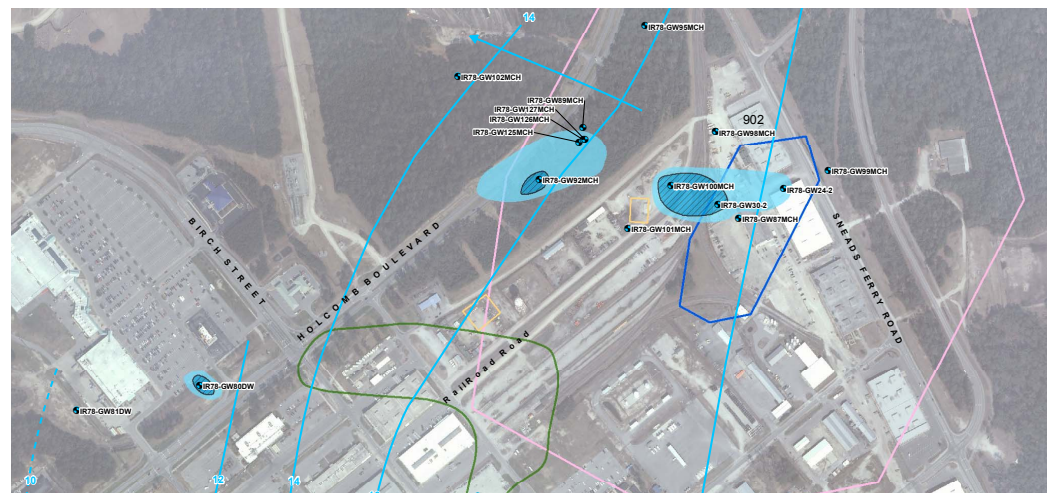 14
IR78-GW95MCH
IR78-GW102MCH
IR78-GW89MCH
IR78-GW127MCH
IR78-GW126MCH
IR78-GW125MCH
902
IR78-GW98MCH
IR78-GW92MCH
IR78-GW99MCH
IR78-GW100MCH
IR78-GW24-2
IR78-GW30-2
IR78-GW87MCH
IR78-GW101MCH
BIRCH STREET
HOLCOMB BOULEVARD
SNEADS FERRY ROAD
RailRoad Road
IR78-GW80DW
IR78-GW81DW
10
12
14